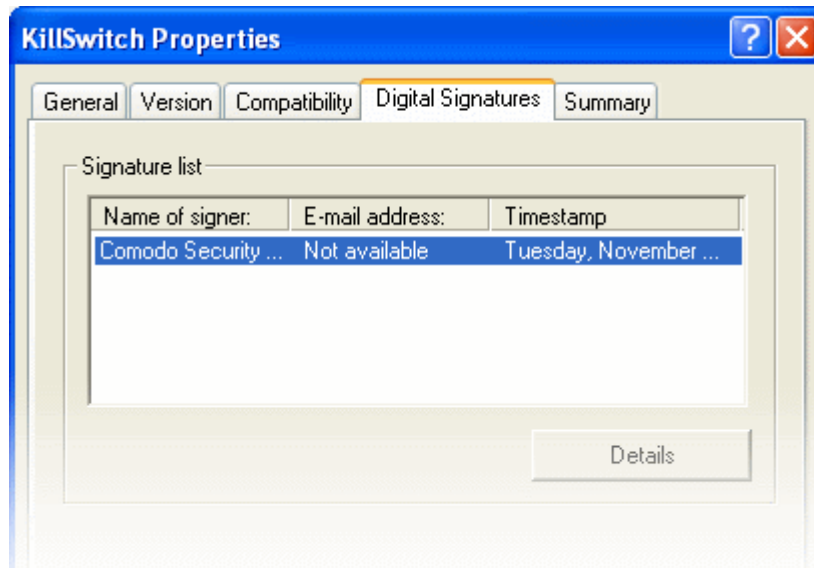 KillSwitch Properties
General Version Compatibility Digital Signatures Summary
Signature list
Name of signer: E-mail address: Timestamp
Comodo Security ... Not available Tuesday, November ...
Details